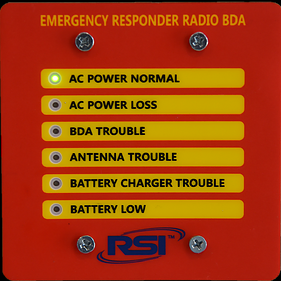 EMERGENCY RESPONDER RADIO BDA
AC POWER NORMAL
AC POWER LOSS
BDA TROUBLE
ANTENNA TROUBLE
BATTERY CHARGER TROUBLE
BATTERY LOW
RSI™